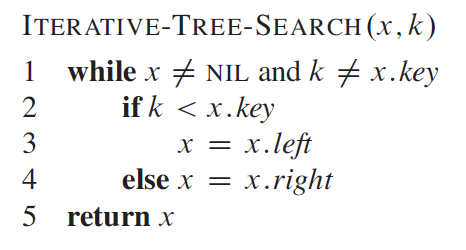 ITERATIVE-TREE-SEARCH(x, k)
1 while x ≠ NIL and k ≠ x.key
2 if k < x.key
3 x = x.left
4 else x = x.right
5 return x